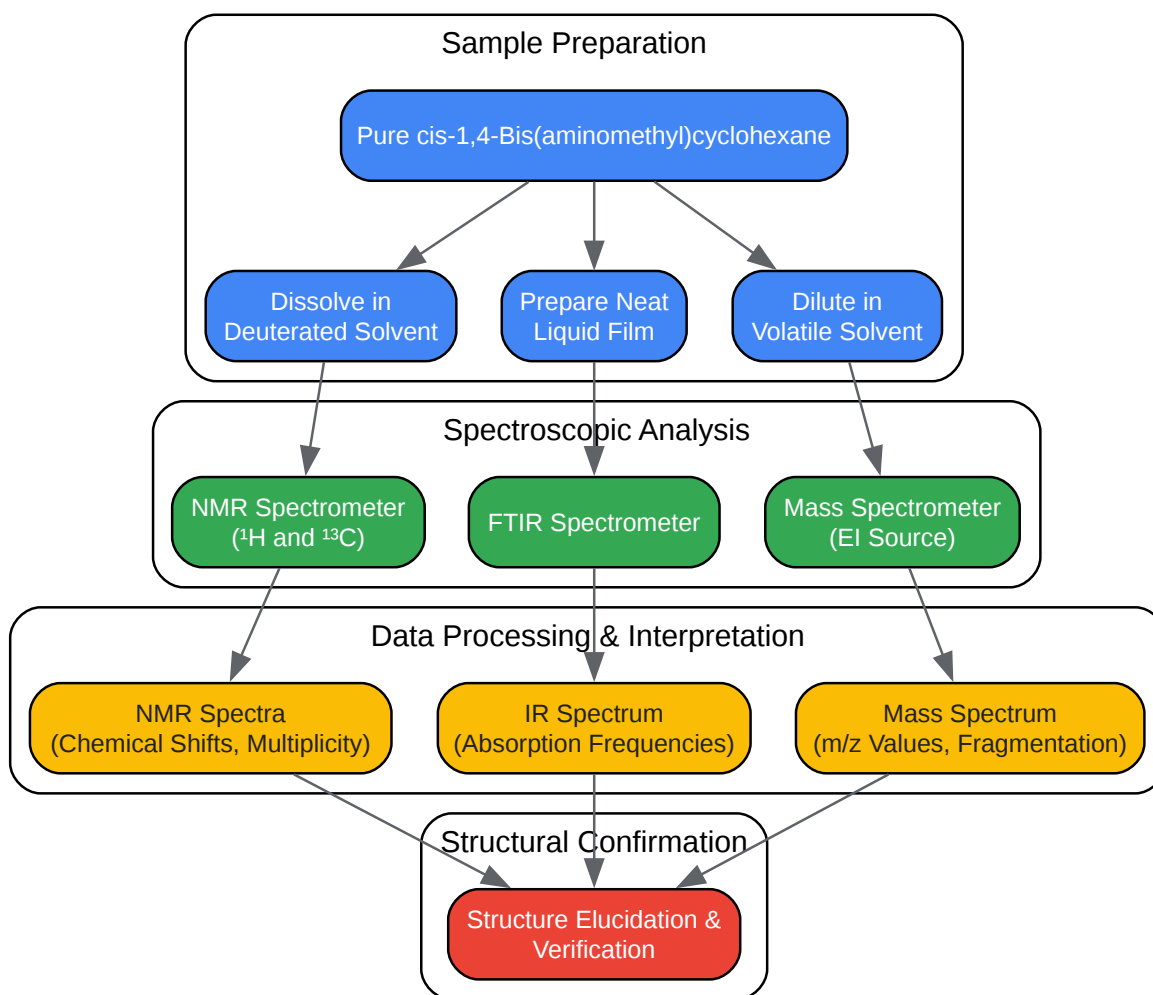 Sample Preparation
Pure cis-1,4-Bis(aminomethyl)cyclohexane
Dissolve in
Deuterated Solvent
Prepare Neat
Liquid Film
Dilute in
Volatile Solvent
Spectroscopic Analysis
NMR Spectrometer
(¹H and ¹³C)
FTIR Spectrometer
Mass Spectrometer
(EI Source)
Data Processing & Interpretation
NMR Spectra
(Chemical Shifts, Multiplicity)
IR Spectrum
(Absorption Frequencies)
Mass Spectrum
(m/z Values, Fragmentation)
Structural Confirmation
Structure Elucidation &
Verification